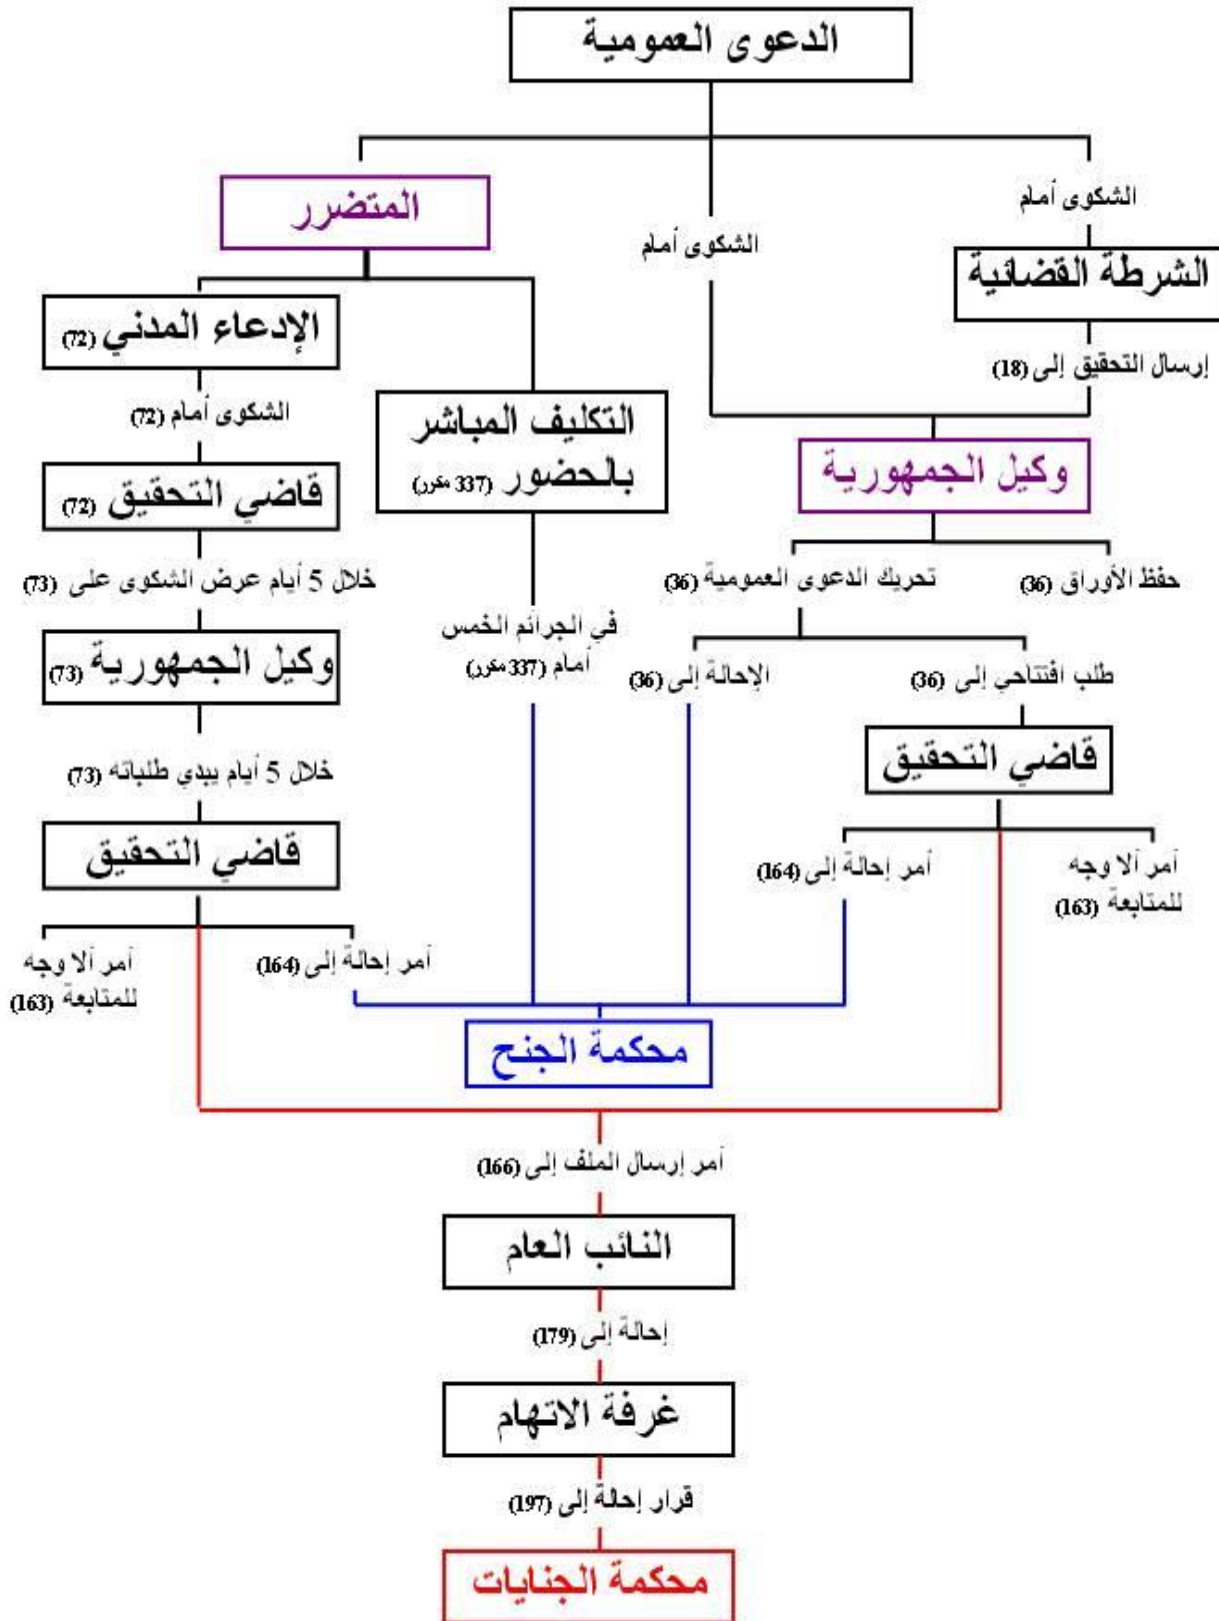 الدعوى العمومية
المتضرر
الشكوى أمام
الشكوى أمام
الشرطة القضائية
إرسال التحقيق إلى (18)
الإدعاء المدني (72)
الشكوى أمام (72)
قاضي التحقيق (72)
خلال 5 أيام عرض الشكوى على (73)
وكيل الجمهورية (73)
خلال 5 أيام يبدي طلباته (73)
قاضي التحقيق
أمر ألا وجه
للمتابعة (163)
أمر إحالة إلى (164)
التكليف المباشر
بالحضور (337 مكرر)
في الجرائم الخمس
أمام (337 مكرر)
وكيل الجمهورية
تحريك الدعوى العمومية (36)
حفظ الأوراق (36)
الإحالة إلى (36)
طلب افتتاحي إلى (36)
قاضي التحقيق
أمر إحالة إلى (164)
أمر ألا وجه
للمتابعة (163)
محكمة الجنح
أمر إرسال الملف إلى (166)
النائب العام
إحالة إلى (179)
غرفة الاتهام
قرار إحالة إلى (197)
محكمة الجنايات